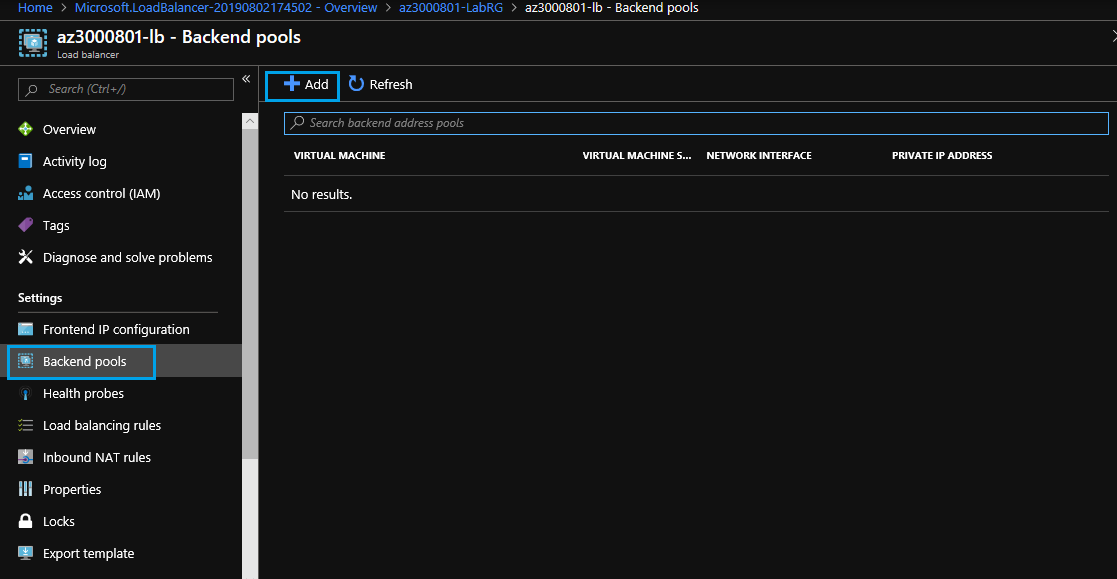 Home > Microsoft.LoadBalancer-20190802174502 - Overview > az3000801-LabRG > az3000801-lb - Backend pools
az3000801-lb - Backend pools
Load balancer
Search (Ctrl+/)
«
Overview
Activity log
Access control (IAM)
Tags
Diagnose and solve problems
Settings
Frontend IP configuration
Backend pools
Health probes
Load balancing rules
Inbound NAT rules
Properties
Locks
Export template
+ Add Refresh
Search backend address pools
VIRTUAL MACHINE VIRTUAL MACHINE S... NETWORK INTERFACE PRIVATE IP ADDRESS
No results.